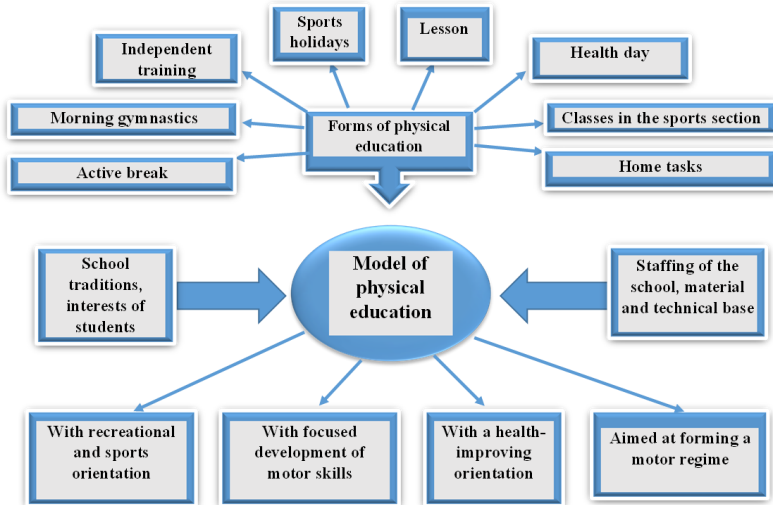 Sports
holidays
Lesson
Independent
training
Health day
Morning gymnastics
Forms of physical
education
Classes in the sports section
Active break
Home tasks
School
traditions,
interests of
students
Model of
physical
education
Staffing of the
school, material
and technical base
With recreational
and sports
orientation
With focused
development of
motor skills
With a health-
improving
orientation
Aimed at forming a
motor regime